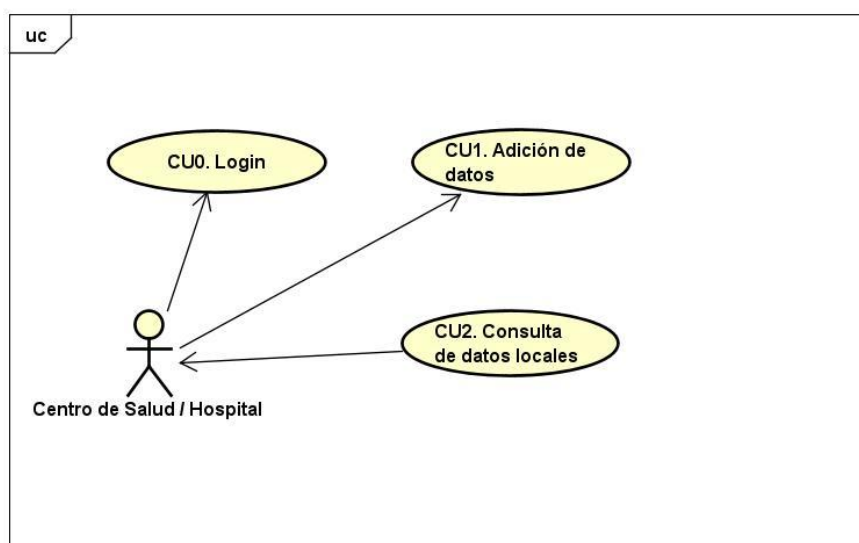 uc
CU0. Login
CU1. Adición de
datos
CU2. Consulta
de datos locales
Centro de Salud / Hospital